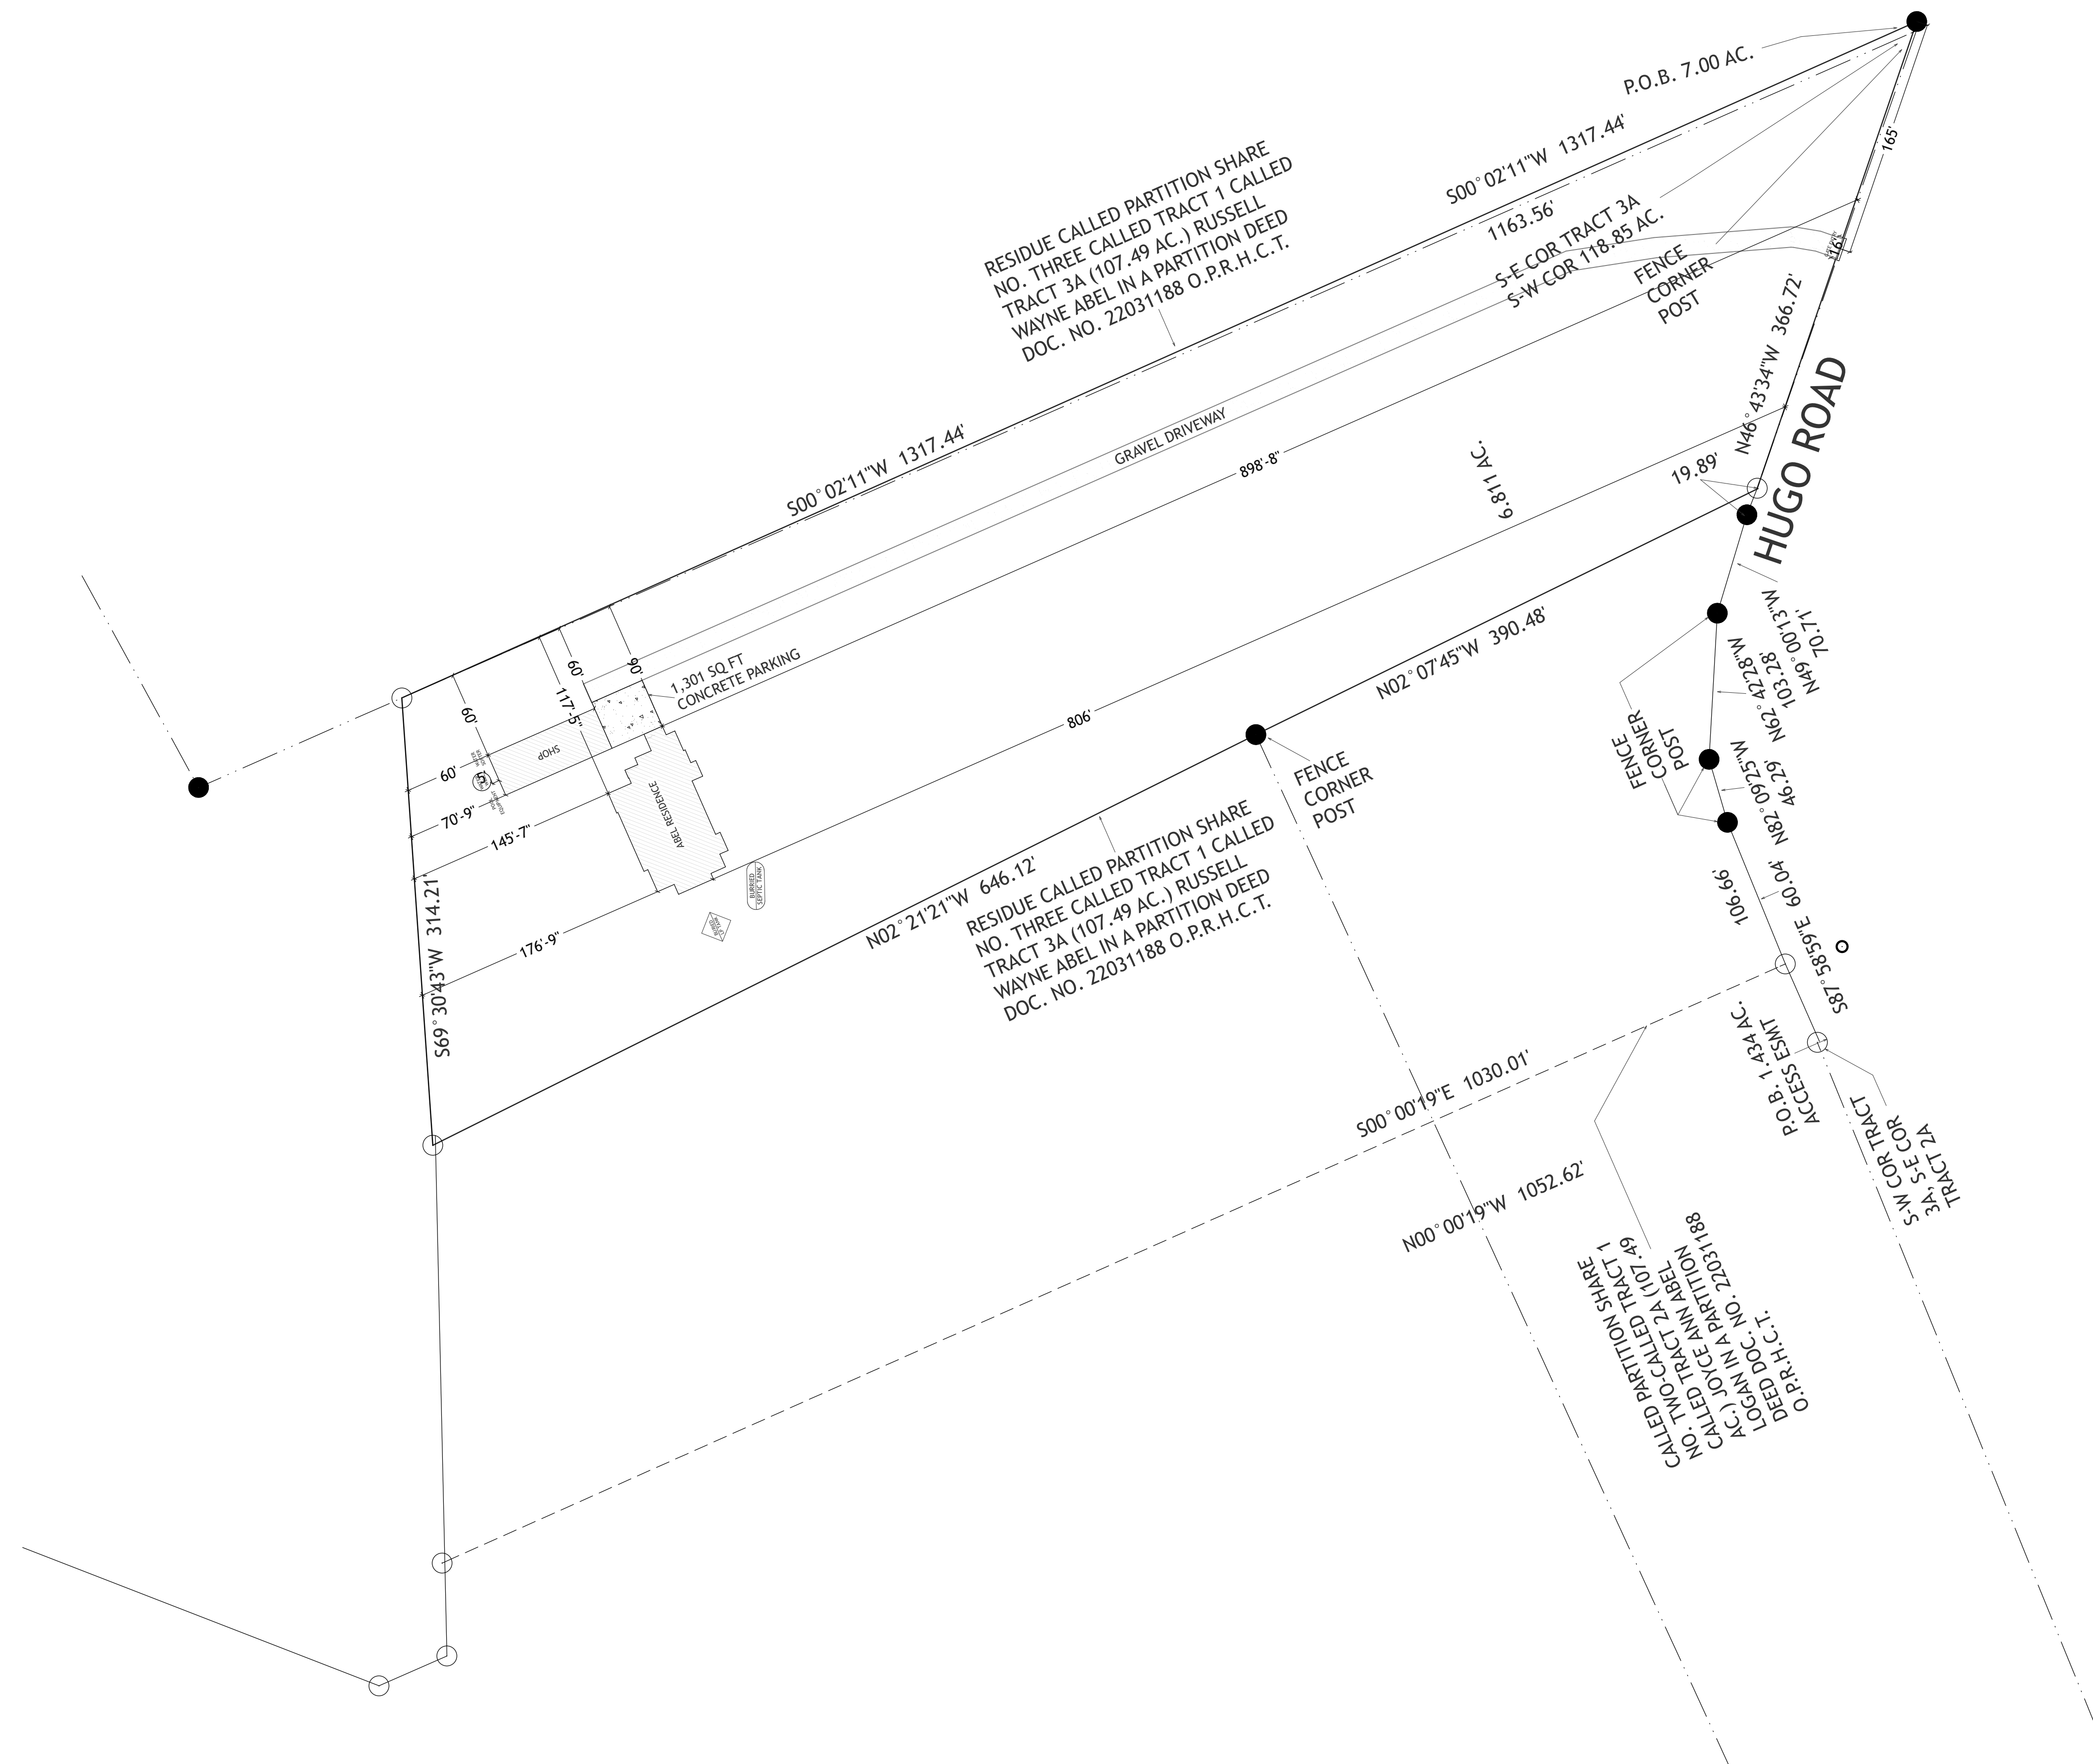 P.O.B. 7.00 AC.
165'
S00°02'11"W 1317.44'
1163.56'
RESIDUE CALLED PARTITION SHARE
NO. THREE CALLED TRACT 1 CALLED
TRACT 3A (107.49 AC.) RUSSELL
WAYNE ABEL IN A PARTITION DEED
DOC. NO. 22031188 O.P.R.H.C.T.
S-E COR TRACT 3A
S-W COR 118.85 AC.
FENCE
CORNER
POST
16'
N46°43'34"W 366.72'
HUGO ROAD
S00°02'11"W 1317.44'
GRAVEL DRIVEWAY
898'-8"
6.811 AC.
19.89'
N02°07'45"W 390.48'
N49°00'13"W
70.71'
N62°42'28"W
103.28'
N82°09'25"W
46.29'
FENCE
CORNER
POST
60'
90'
117'-5"
60'
1,301 SQ FT
CONCRETE PARKING
806'
SHOP
60'
5'
70'-9"
145'-7"
ABEL RESIDENCE
176'-9"
BURRIED
SEPTIC TANK
S69°30'43"W 314.21'
N02°21'21"W 646.12'
FENCE
CORNER
POST
RESIDUE CALLED PARTITION SHARE
NO. THREE CALLED TRACT 1 CALLED
TRACT 3A (107.49 AC.) RUSSELL
WAYNE ABEL IN A PARTITION DEED
DOC. NO. 22031188 O.P.R.H.C.T.
106.66'
S87°58'59"E 60.04'
P.O.B. 1.434 AC.
ACCESS ESMT
S-W COR TRACT
3A, S-E COR
TRACT 2A
S00°00'19"E 1030.01'
N00°00'19"W 1052.62'
CALLED PARTITION SHARE
NO. TWO-CALLED TRACT 1
CALLED TRACT 2A (107.49
AC.) JOYCE ANN ABEL
LOGAN IN A PARTITION
DEED DOC. NO. 22031188
O.P.R.H.C.T.